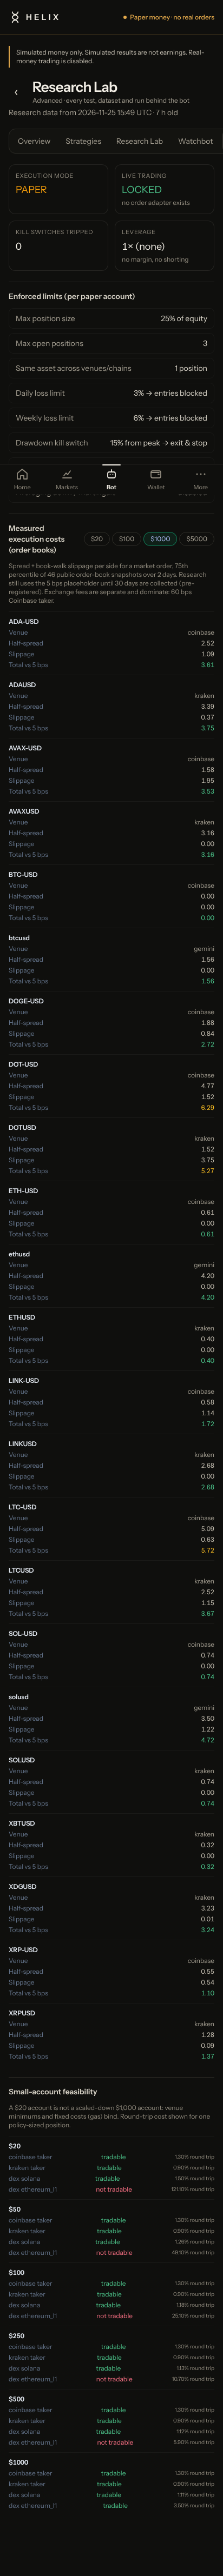 HELIX
Paper money · no real orders
Simulated money only. Simulated results are not earnings. Real-
money trading is disabled.
Research Lab
Advanced · every test, dataset and run behind the bot
Research data from 2026-11-25 15:49 UTC · 7 h old
Overview Strategies Research Lab Watchbot
EXECUTION MODE
PAPER
LIVE TRADING
LOCKED
no order adapter exists
KILL SWITCHES TRIPPED
0
LEVERAGE
1× (none)
no margin, no shorting
Enforced limits (per paper account)
Max position size 25% of equity
Max open positions 3
Same asset across venues/chains 1 position
Daily loss limit 3% → entries blocked
Weekly loss limit 6% → entries blocked
Drawdown kill switch 15% from peak → exit & stop
Home Markets Bot Wallet More
Measured
execution costs
(order books)
$20 $100 $1000 $5000
Spread + book-walk slippage per side for a market order, 75th
percentile of 46 public order-book snapshots over 2 days. Research
still uses the 5 bps placeholder until 30 days are collected (pre-
registered). Exchange fees are separate and dominate: 60 bps
Coinbase taker.
ADA-USD
Venue coinbase
Half-spread 2.52
Slippage 1.09
Total vs 5 bps 3.61
ADAUSD
Venue kraken
Half-spread 3.39
Slippage 0.37
Total vs 5 bps 3.75
AVAX-USD
Venue coinbase
Half-spread 1.58
Slippage 1.95
Total vs 5 bps 3.53
AVAXUSD
Venue kraken
Half-spread 3.16
Slippage 0.00
Total vs 5 bps 3.16
BTC-USD
Venue coinbase
Half-spread 0.00
Slippage 0.00
Total vs 5 bps 0.00
btcusd
Venue gemini
Half-spread 1.56
Slippage 0.00
Total vs 5 bps 1.56
DOGE-USD
Venue coinbase
Half-spread 1.88
Slippage 0.84
Total vs 5 bps 2.72
DOT-USD
Venue coinbase
Half-spread 4.77
Slippage 1.52
Total vs 5 bps 6.29
DOTUSD
Venue kraken
Half-spread 1.52
Slippage 3.75
Total vs 5 bps 5.27
ETH-USD
Venue coinbase
Half-spread 0.61
Slippage 0.00
Total vs 5 bps 0.61
ethusd
Venue gemini
Half-spread 4.20
Slippage 0.00
Total vs 5 bps 4.20
ETHUSD
Venue kraken
Half-spread 0.40
Slippage 0.00
Total vs 5 bps 0.40
LINK-USD
Venue coinbase
Half-spread 0.58
Slippage 1.14
Total vs 5 bps 1.72
LINKUSD
Venue kraken
Half-spread 2.68
Slippage 0.00
Total vs 5 bps 2.68
LTC-USD
Venue coinbase
Half-spread 5.09
Slippage 0.63
Total vs 5 bps 5.72
LTCUSD
Venue kraken
Half-spread 2.52
Slippage 1.15
Total vs 5 bps 3.67
SOL-USD
Venue coinbase
Half-spread 0.74
Slippage 0.00
Total vs 5 bps 0.74
solusd
Venue gemini
Half-spread 3.50
Slippage 1.22
Total vs 5 bps 4.72
SOLUSD
Venue kraken
Half-spread 0.74
Slippage 0.00
Total vs 5 bps 0.74
XBTUSD
Venue kraken
Half-spread 0.32
Slippage 0.00
Total vs 5 bps 0.32
XDGUSD
Venue kraken
Half-spread 3.23
Slippage 0.01
Total vs 5 bps 3.24
XRP-USD
Venue coinbase
Half-spread 0.55
Slippage 0.54
Total vs 5 bps 1.10
XRPUSD
Venue kraken
Half-spread 1.28
Slippage 0.09
Total vs 5 bps 1.37
Small-account feasibility
A $20 account is not a scaled-down $1,000 account: venue
minimums and fixed costs (gas) bind. Round-trip cost shown for one
policy-sized position.
$20
coinbase taker tradable 1.30% round trip
kraken taker tradable 0.90% round trip
dex solana tradable 1.50% round trip
dex ethereum_l1 not tradable 121.10% round trip
$50
coinbase taker tradable 1.30% round trip
kraken taker tradable 0.90% round trip
dex solana tradable 1.26% round trip
dex ethereum_l1 not tradable 49.10% round trip
$100
coinbase taker tradable 1.30% round trip
kraken taker tradable 0.90% round trip
dex solana tradable 1.18% round trip
dex ethereum_l1 not tradable 25.10% round trip
$250
coinbase taker tradable 1.30% round trip
kraken taker tradable 0.90% round trip
dex solana tradable 1.13% round trip
dex ethereum_l1 not tradable 10.70% round trip
$500
coinbase taker tradable 1.30% round trip
kraken taker tradable 0.90% round trip
dex solana tradable 1.12% round trip
dex ethereum_l1 not tradable 5.90% round trip
$1000
coinbase taker tradable 1.30% round trip
kraken taker tradable 0.90% round trip
dex solana tradable 1.11% round trip
dex ethereum_l1 tradable 3.50% round trip